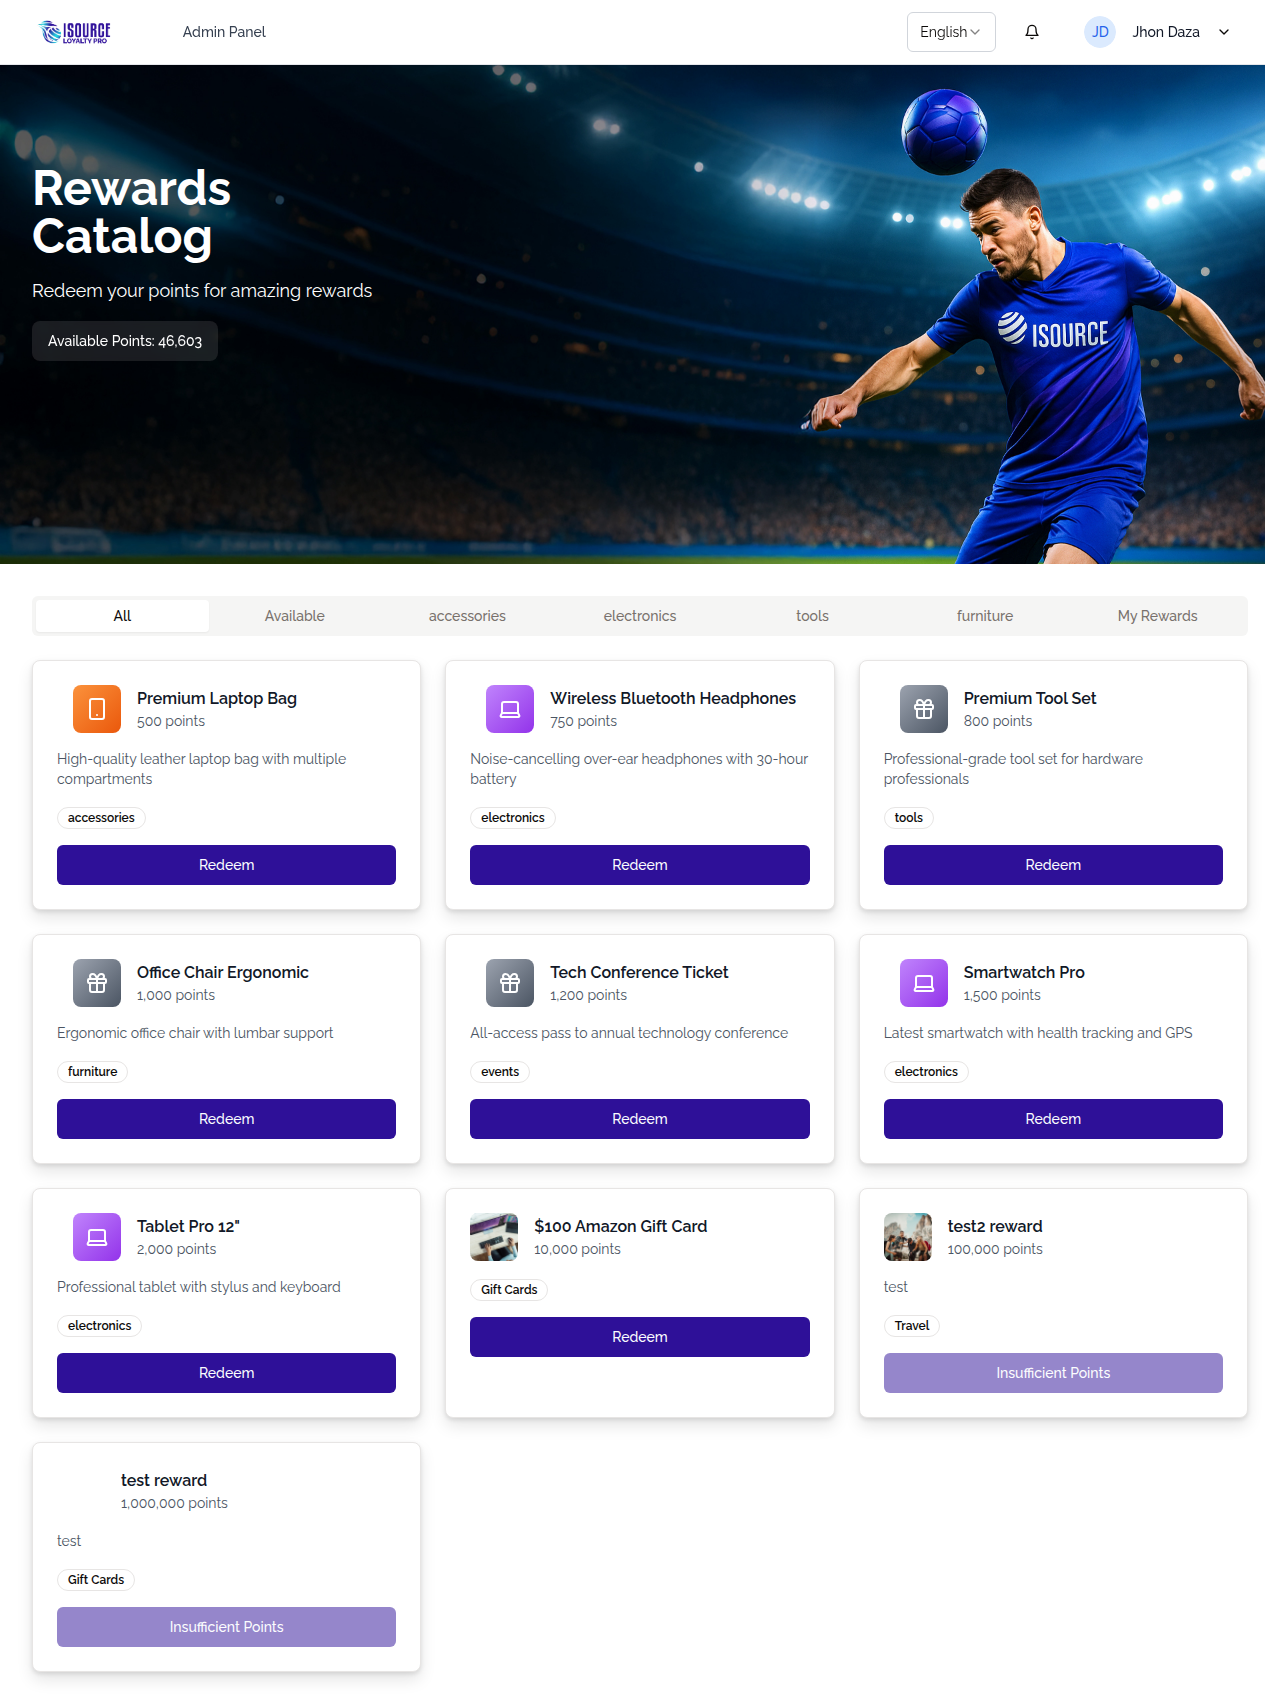 ISOURCE
LOYALTY PRO
Admin Panel
English
JD
Jhon Daza
Rewards
Catalog
Redeem your points for amazing rewards
Available Points: 46,603
ISOURCE
All
Available
accessories
electronics
tools
furniture
My Rewards
Premium Laptop Bag
500 points
High-quality leather laptop bag with multiple
compartments
accessories
Redeem
Wireless Bluetooth Headphones
750 points
Noise-cancelling over-ear headphones with 30-hour
battery
electronics
Redeem
Premium Tool Set
800 points
Professional-grade tool set for hardware
professionals
tools
Redeem
Office Chair Ergonomic
1,000 points
Ergonomic office chair with lumbar support
furniture
Redeem
Tech Conference Ticket
1,200 points
All-access pass to annual technology conference
events
Redeem
Smartwatch Pro
1,500 points
Latest smartwatch with health tracking and GPS
electronics
Redeem
Tablet Pro 12"
2,000 points
Professional tablet with stylus and keyboard
electronics
Redeem
$100 Amazon Gift Card
10,000 points
Gift Cards
Redeem
test2 reward
100,000 points
test
Travel
Insufficient Points
test reward
1,000,000 points
test
Gift Cards
Insufficient Points